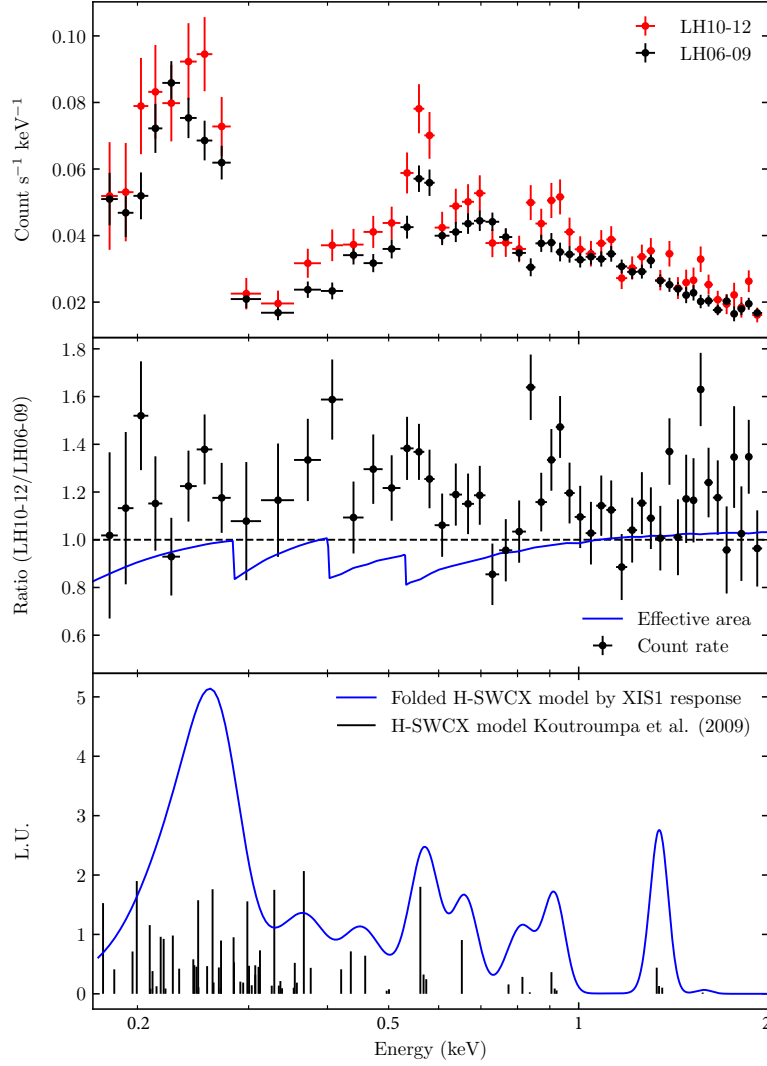 0.10
0.08
0.06
0.04
0.02
Count s⁻¹ keV⁻¹
LH10-12
LH06-09
1.8
1.6
1.4
1.2
1.0
0.8
0.6
Ratio (LH10-12/LH06-09)
Effective area
Count rate
5
4
3
2
1
0
L.U.
Folded H-SWCX model by XIS1 response
H-SWCX model Koutroumpa et al. (2009)
0.2 0.5 1 2
Energy (keV)